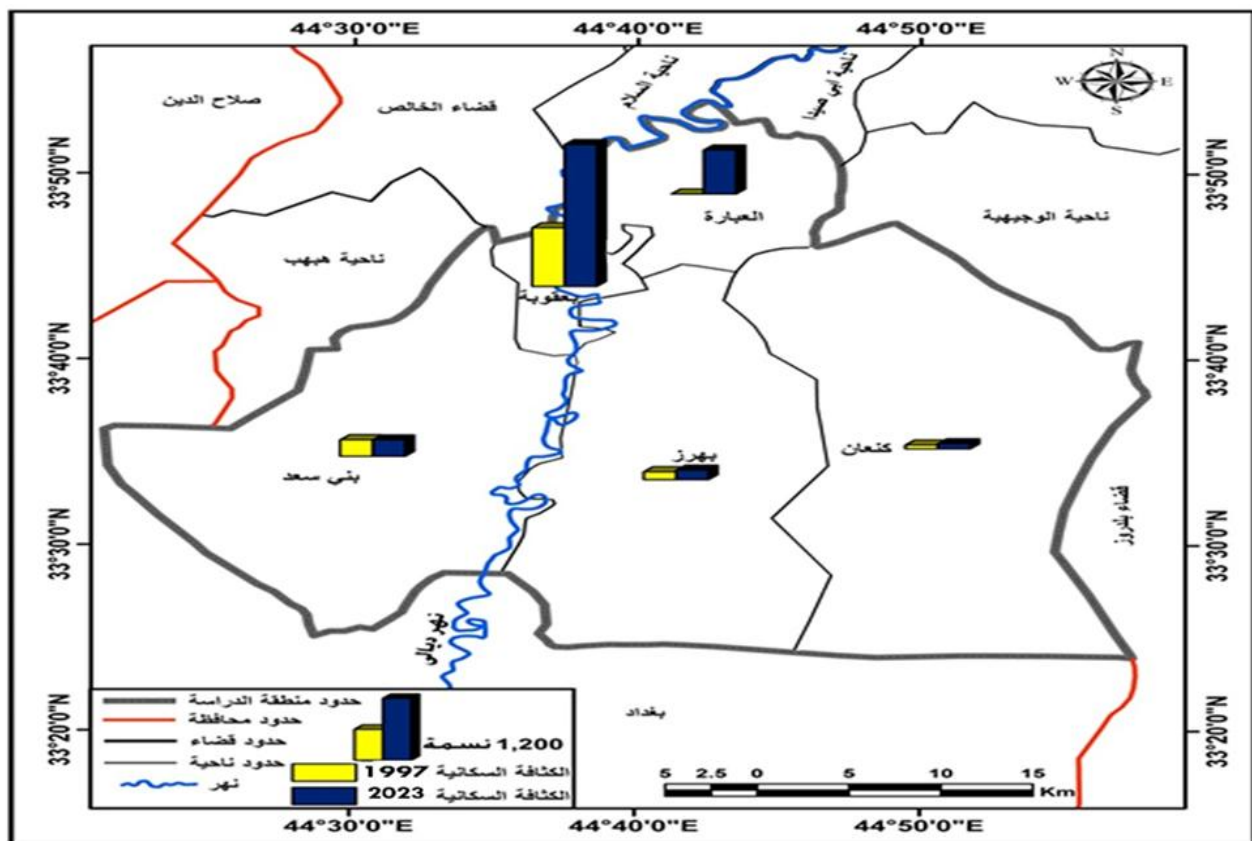 44°30'0"E
44°40'0"E
44°50'0"E
N
W
E
S
صلاح الدين
قضاء الخالص
ناحية السلام
ناحية ابي صيدا
33°50'0"N
33°50'0"N
العبارة
ناحية الوجيهية
ناحية هبهب
بعقوبة
33°40'0"N
33°40'0"N
بني سعد
بهرز
كنعان
قضاء بلدروز
33°30'0"N
33°30'0"N
نهر ديالى
بغداد
33°20'0"N
33°20'0"N
حدود منطقة الدراسة
حدود محافظة
حدود قضاء
حدود ناحية
نهر
1,200 نسمة
الكثافة السكانية 1997
الكثافة السكانية 2023
5 2.5 0 5 10 15
Km
44°30'0"E
44°40'0"E
44°50'0"E